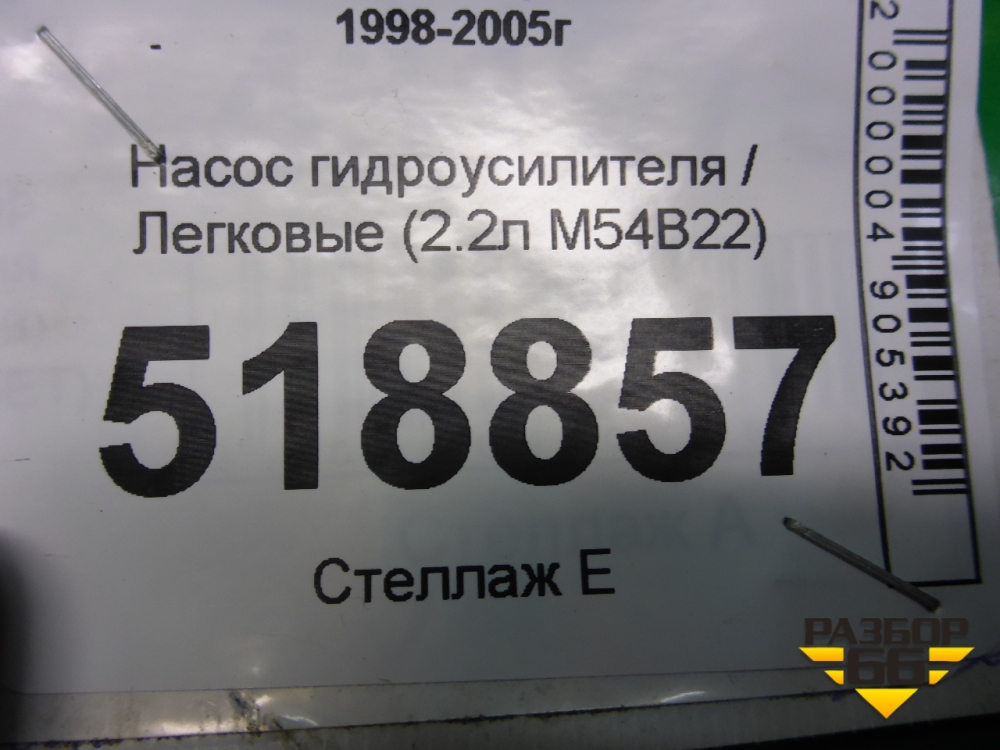 1998-2005г
Насос гидроусилителя /
Легковые (2.2л M54B22)
518857
Стеллаж Е
2000004905392
РАЗБОР
66